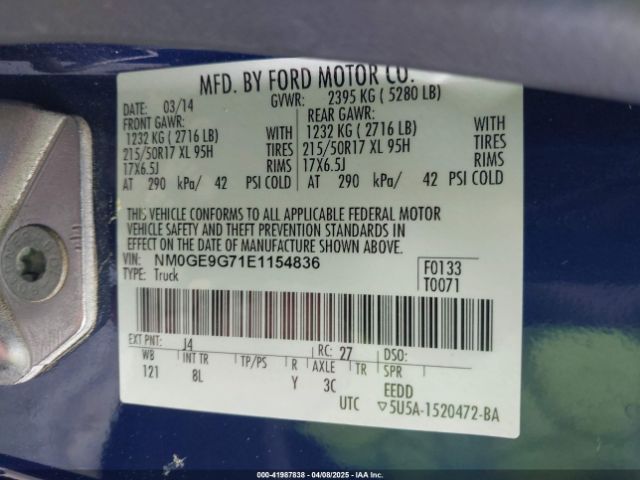 MFD. BY FORD MOTOR CO.
DATE: 03/14 GVWR: 2395 KG ( 5280 LB)
FRONT GAWR: REAR GAWR:
1232 KG ( 2716 LB) WITH 1232 KG ( 2716 LB) WITH
215/50R17 XL 95H TIRES 215/50R17 XL 95H TIRES
17X6.5J RIMS 17X6.5J RIMS
AT 290 kPa/ 42 PSI COLD AT 290 kPa/ 42 PSI COLD
THIS VEHICLE CONFORMS TO ALL APPLICABLE FEDERAL MOTOR
VEHICLE SAFETY AND THEFT PREVENTION STANDARDS IN
EFFECT ON THE DATE OF MANUFACTURE SHOWN ABOVE.
VIN: NM0GE9G71E1154836 F0133
TYPE: Truck T0071
EXT PNT: J4 RC: 27 DSO:
WB INT TR TP/PS R AXLE TR SPR
121 8L Y 3C EEDD
UTC ▽5U5A-1520472-BA
000-41987838 - 04/08/2025 - IAA Inc.